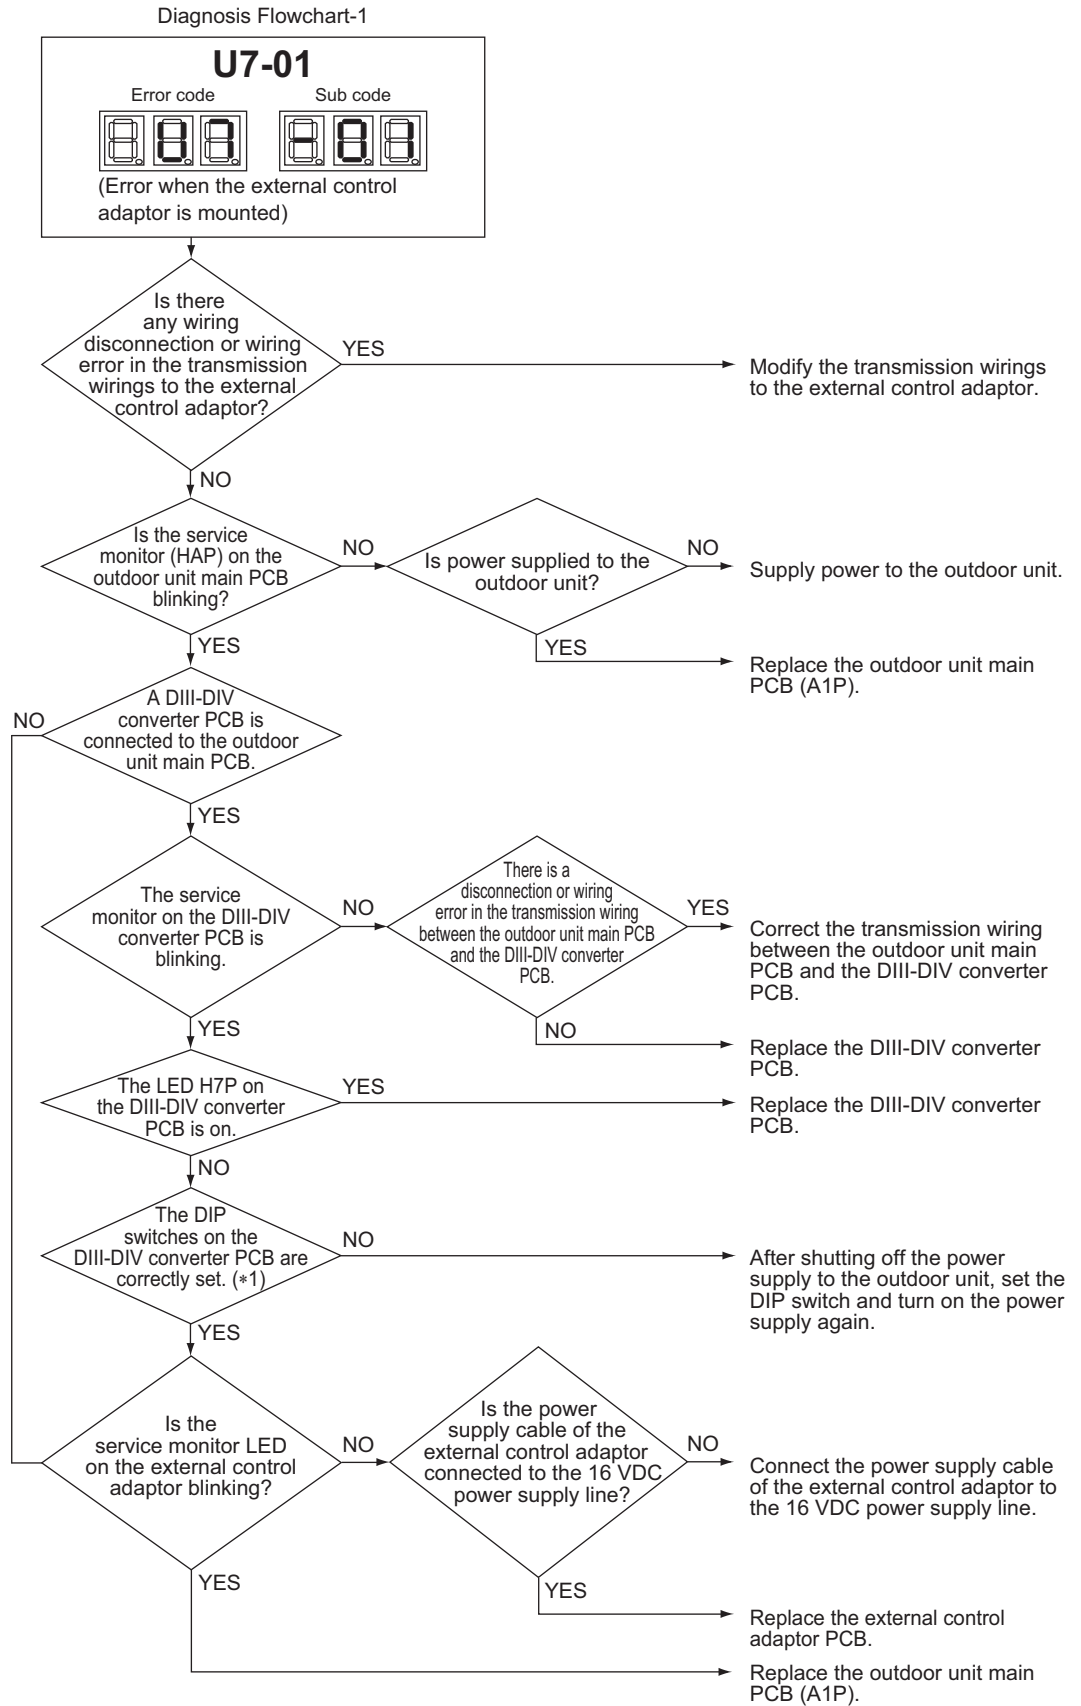 Diagnosis Flowchart-1
U7-01
Error code
Sub code
U7
-01
(Error when the external control
adaptor is mounted)
Is there
any wiring
disconnection or wiring
error in the transmission
wirings to the external
control adaptor?
YES
Modify the transmission wirings
to the external control adaptor.
NO
Is the service
monitor (HAP) on the
outdoor unit main PCB
blinking?
NO
Is power supplied to the
outdoor unit?
NO
Supply power to the outdoor unit.
YES
YES
Replace the outdoor unit main
PCB (A1P).
A DIII-DIV
converter PCB is
connected to the outdoor
unit main PCB.
NO
YES
The service
monitor on the DIII-DIV
converter PCB is
blinking.
NO
There is a
disconnection or wiring
error in the transmission wiring
between the outdoor unit main PCB
and the DIII-DIV converter
PCB.
YES
Correct the transmission wiring
between the outdoor unit main
PCB and the DIII-DIV converter
PCB.
YES
NO
Replace the DIII-DIV converter
PCB.
The LED H7P on
the DIII-DIV converter
PCB is on.
YES
Replace the DIII-DIV converter
PCB.
NO
The DIP
switches on the
DIII-DIV converter PCB are
correctly set. (*1)
NO
After shutting off the power
supply to the outdoor unit, set the
DIP switch and turn on the power
supply again.
YES
Is the
service monitor LED
on the external control
adaptor blinking?
NO
Is the power
supply cable of the
external control adaptor
connected to the 16 VDC
power supply line?
NO
Connect the power supply cable
of the external control adaptor to
the 16 VDC power supply line.
YES
YES
Replace the external control
adaptor PCB.
Replace the outdoor unit main
PCB (A1P).